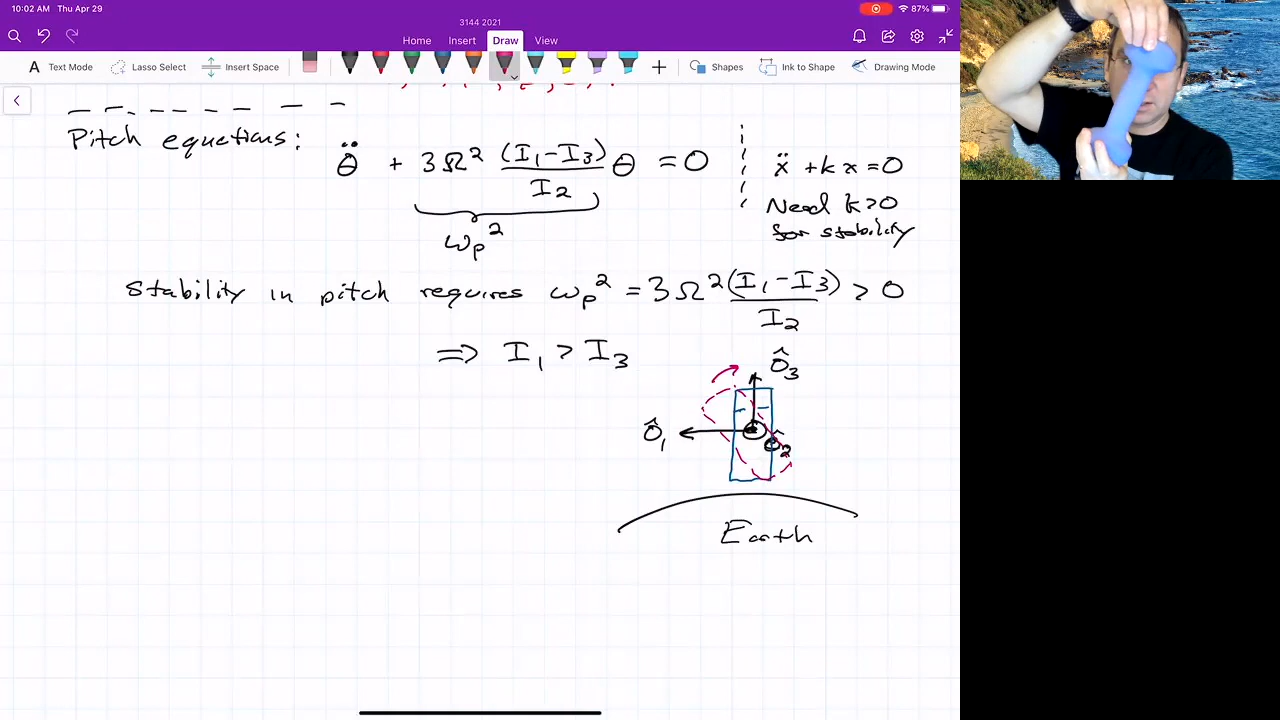 10:02 AM Thu Apr 29
87%
3144 2021
Home Insert Draw View
Text Mode Lasso Select Insert Space Shapes Ink to Shape Drawing Mode
Pitch equations:
θ̈ + 3Ω² (I₁-I₃)/I₂ θ = 0
ẍ + kx = 0
ωₚ²
Need k>0
for stability
Stability in pitch requires ωₚ² = 3Ω² (I₁-I₃)/I₂ > 0
⇒ I₁ > I₃
ô₃
ô₁
ô₂
Earth